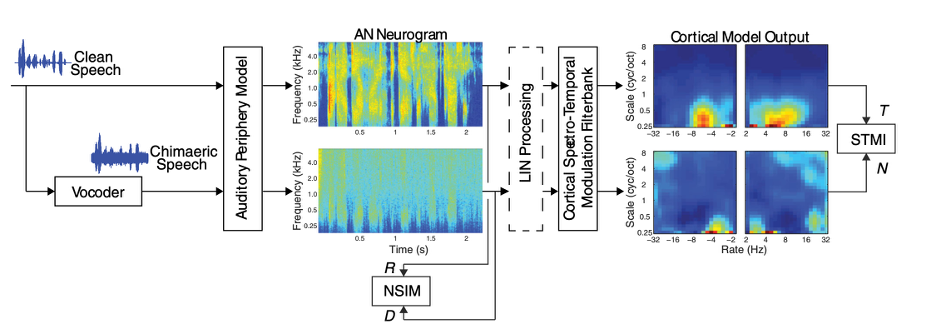 Clean
Speech
Chimaeric
Speech
Vocoder
Auditory Periphery Model
AN Neurogram
Frequency (kHz)
4.0
2.0
1.0
0.5
0.25
0.5
1
1.5
2
Frequency (kHz)
4.0
2.0
1.0
0.5
0.25
0.5
1
1.5
2
Time (s)
R
NSIM
D
LIN Processing
Cortical Spectro-Temporal
Modulation Filterbank
Cortical Model Output
Scale (cyc/oct)
8
4
2
1
0.5
0.25
−32 −16 −8 −4 −2
2 4 8 16 32
Scale (cyc/oct)
8
4
2
1
0.5
0.25
-32 −16 −8 −4 −2
2 4 8 16 32
Rate (Hz)
T
STMI
N